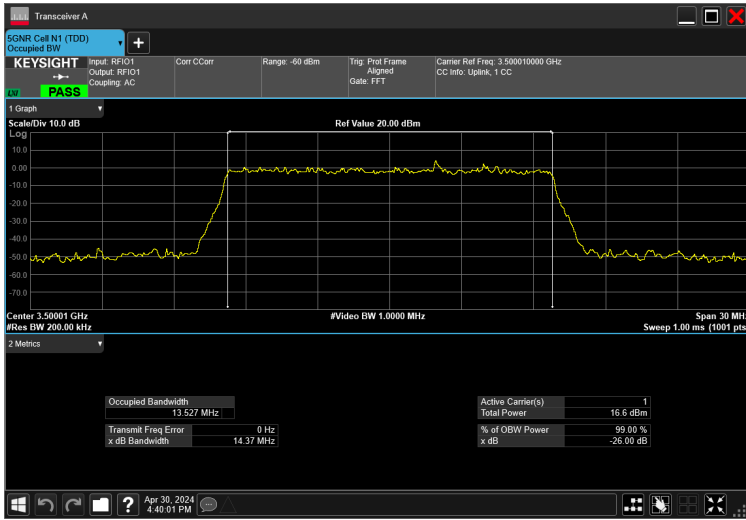 Transceiver A
5GNR Cell N1 (TDD)
Occupied BW
KEYSIGHT
LXI
PASS
Input: RFIO1
Output: RFIO1
Coupling: AC
Corr CCorr
Range: -60 dBm
Trig: Prot Frame
Aligned
Gate: FFT
Carrier Ref Freq: 3.500010000 GHz
CC Info: Uplink, 1 CC
1 Graph
Scale/Div 10.0 dB
Ref Value 20.00 dBm
Log
10.0
0.00
-10.0
-20.0
-30.0
-40.0
-50.0
-60.0
-70.0
Center 3.50001 GHz
#Video BW 1.0000 MHz
Span 30 MH
#Res BW 200.00 kHz
Sweep 1.00 ms (1001 pts
2 Metrics
Occupied Bandwidth
13.527 MHz
Active Carrier(s) 1
Total Power 16.6 dBm
Transmit Freq Error 0 Hz
x dB Bandwidth 14.37 MHz
% of OBW Power 99.00 %
x dB -26.00 dB
?
Apr 30, 2024
4:40:01 PM